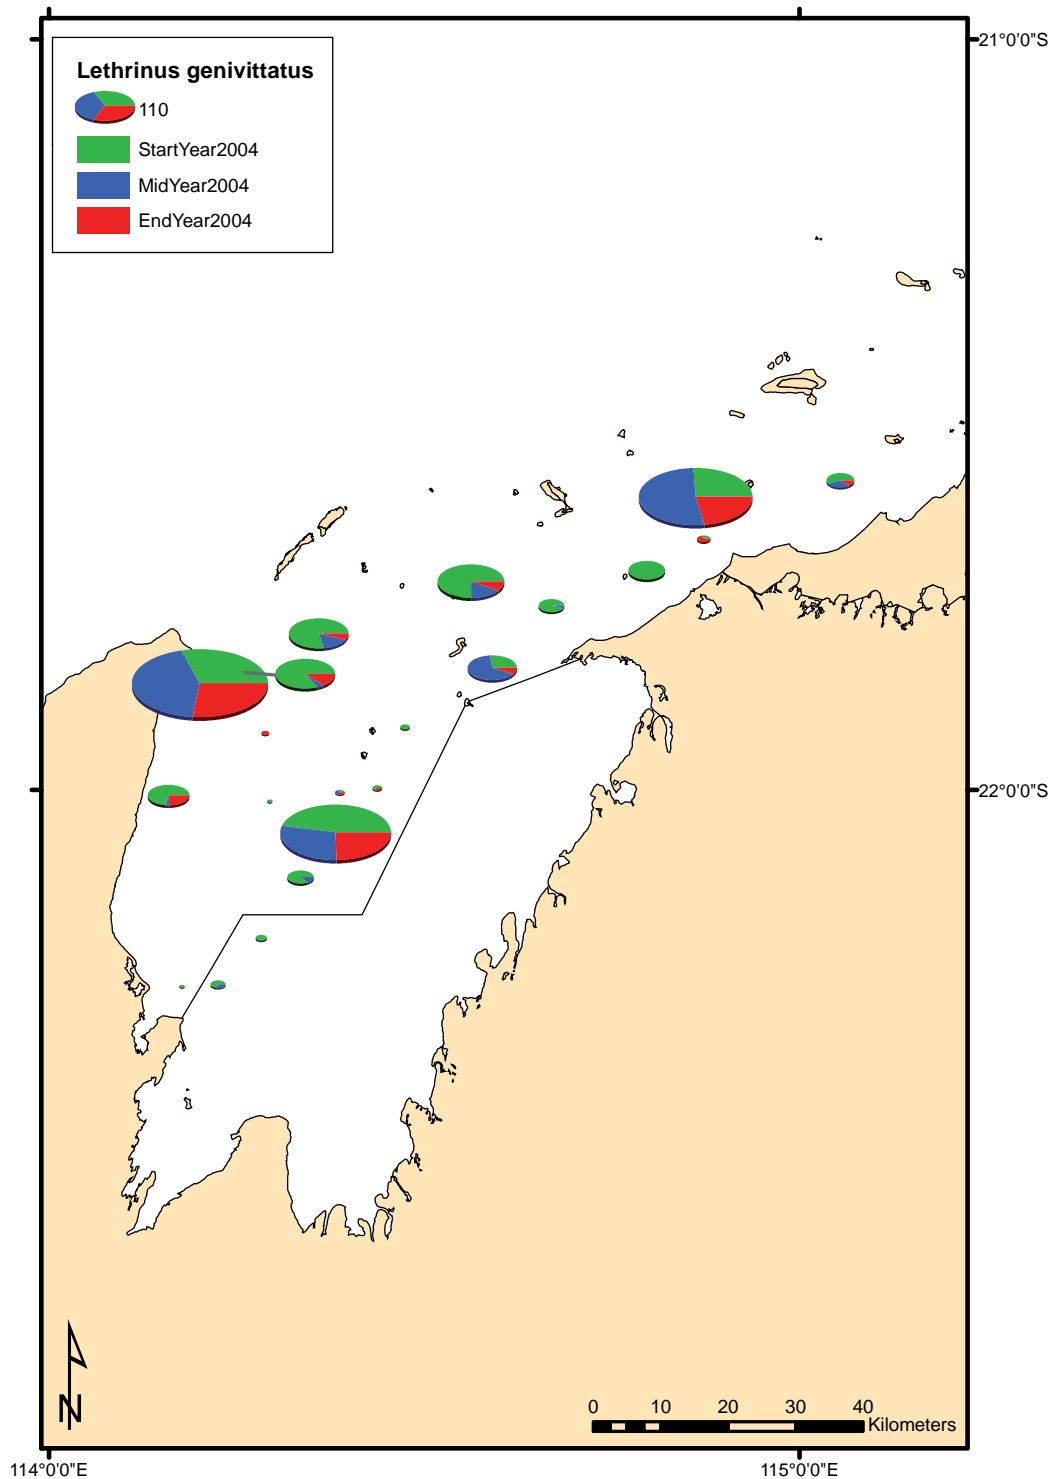 21°0'0"S
Lethrinus genivittatus
110
StartYear2004
MidYear2004
EndYear2004
22°0'0"S
N
0 10 20 30 40
Kilometers
114°0'0"E 115°0'0"E